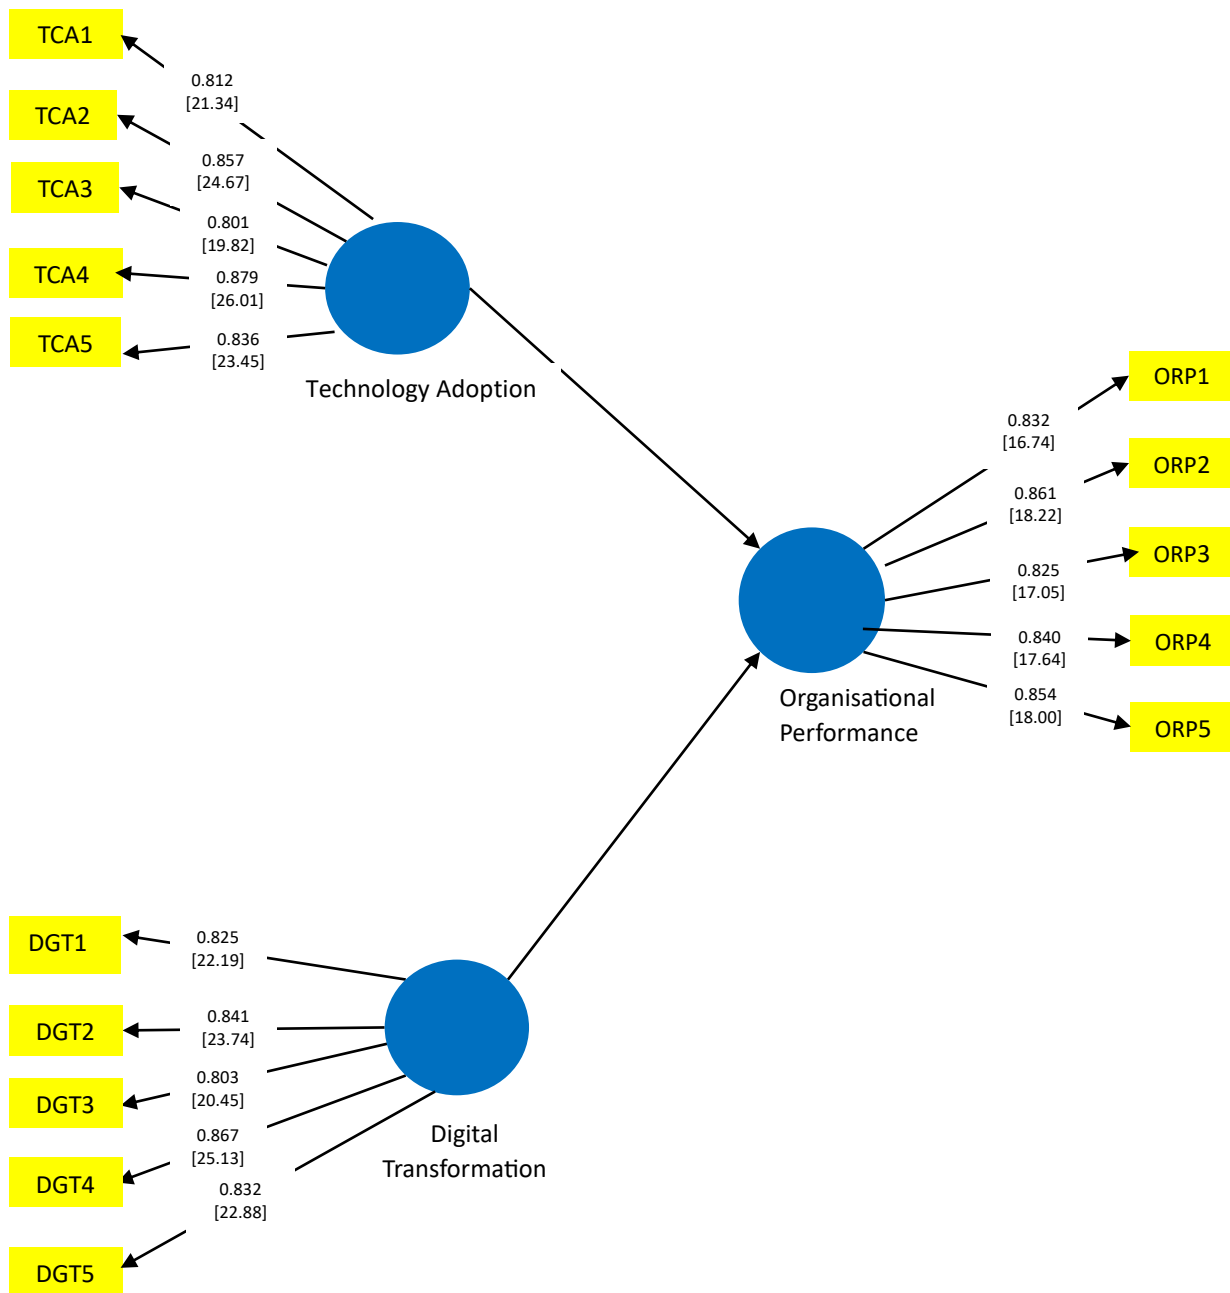 TCA1
0.812
[21.34]
TCA2
0.857
[24.67]
TCA3
0.801
[19.82]
TCA4
0.879
[26.01]
TCA5
0.836
[23.45]
Technology Adoption
ORP1
0.832
[16.74]
ORP2
0.861
[18.22]
ORP3
0.825
[17.05]
ORP4
0.840
[17.64]
ORP5
0.854
[18.00]
Organisational
Performance
DGT1
0.825
[22.19]
DGT2
0.841
[23.74]
DGT3
0.803
[20.45]
DGT4
0.867
[25.13]
DGT5
0.832
[22.88]
Digital
Transformation